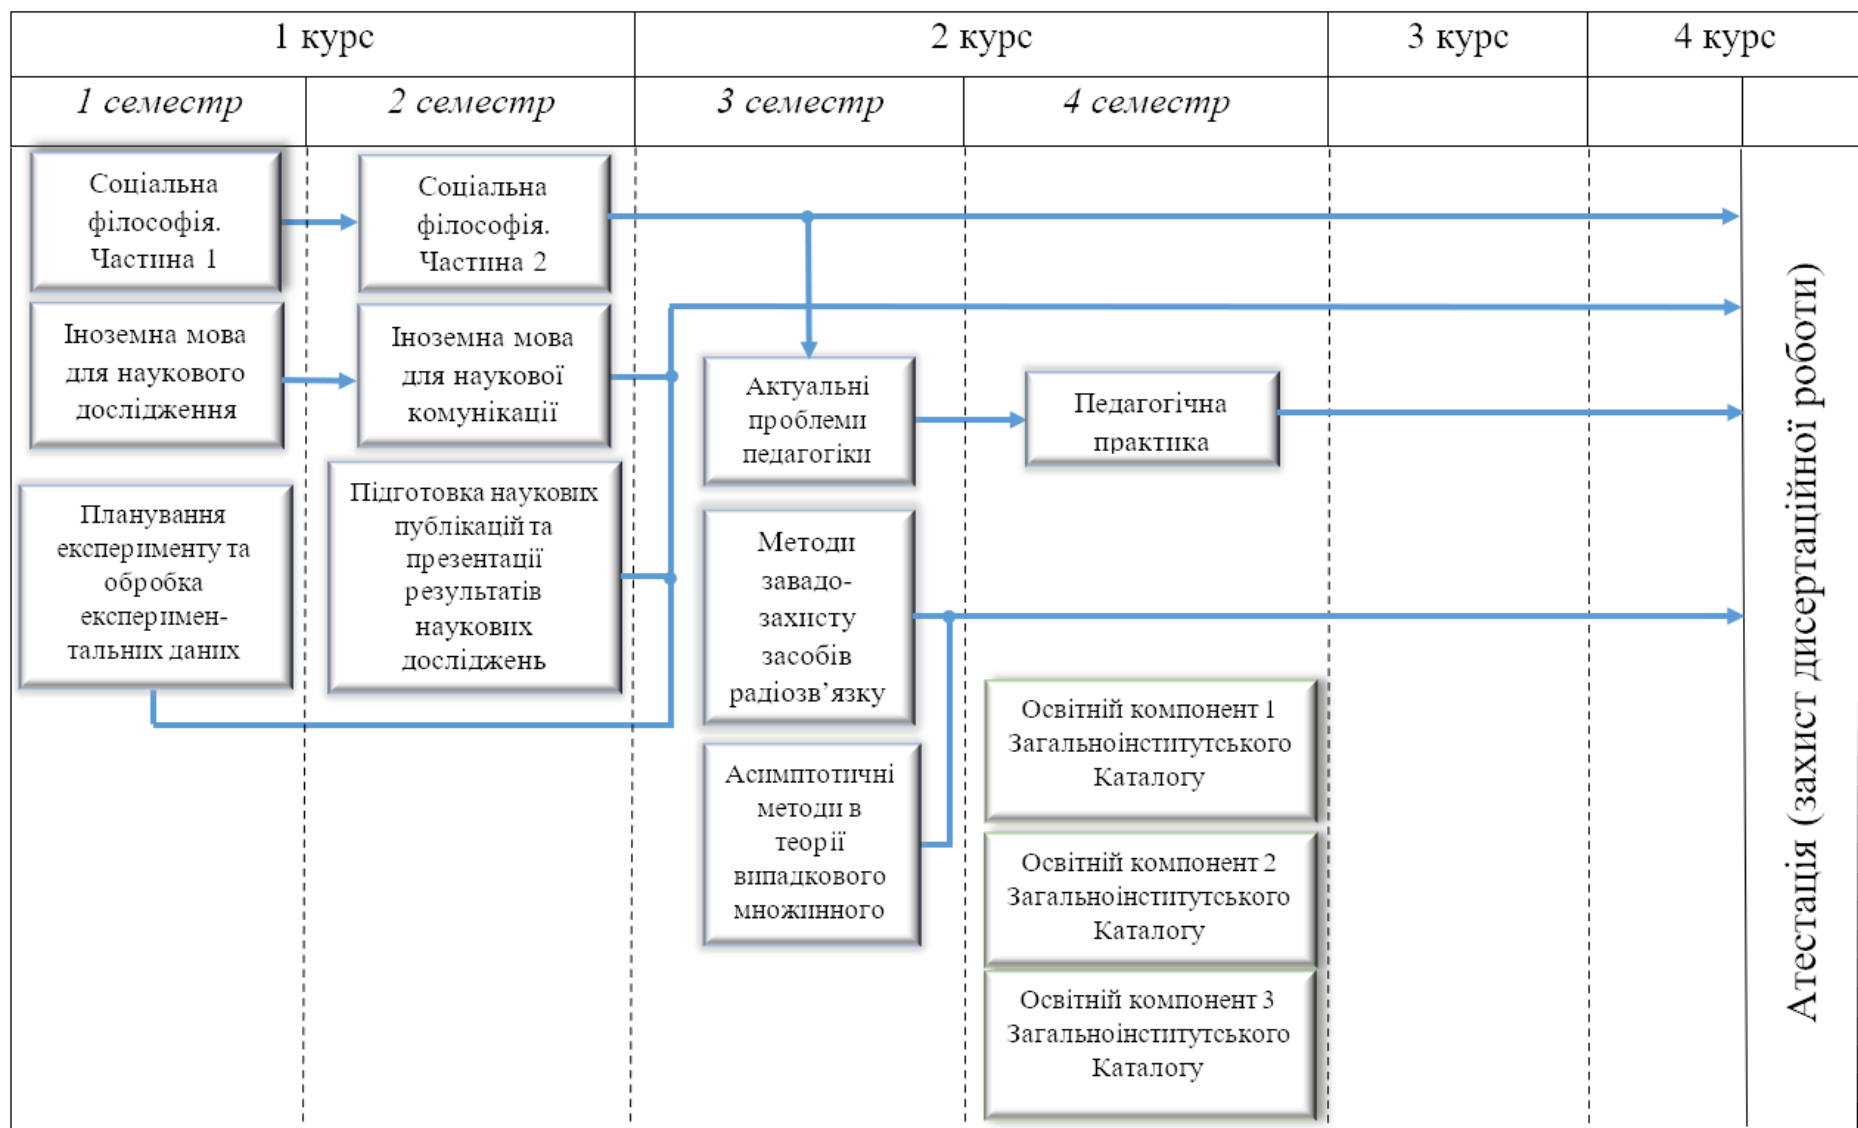 1 курс
2 курс
3 курс
4 курс
1 семестр
2 семестр
3 семестр
4 семестр
Соціальна
філософія.
Частина 1
Соціальна
філософія.
Частина 2
Іноземна мова
для наукового
дослідження
Іноземна мова
для наукової
комунікації
Актуальні
проблеми
педагогіки
Педагогічна
практика
Планування
експерименту та
обробка
експеримен-
тальних даних
Підготовка наукових
публікацій та
презентації
результатів
наукових
досліджень
Методи
завадо-
захисту
засобів
радіозв’язку
Асимптотичні
методи в
теорії
випадкового
множинного
Освітній компонент 1
Загальноінститутського
Каталогу
Освітній компонент 2
Загальноінститутського
Каталогу
Освітній компонент 3
Загальноінститутського
Каталогу
Атестація (захист дисертаційної роботи)